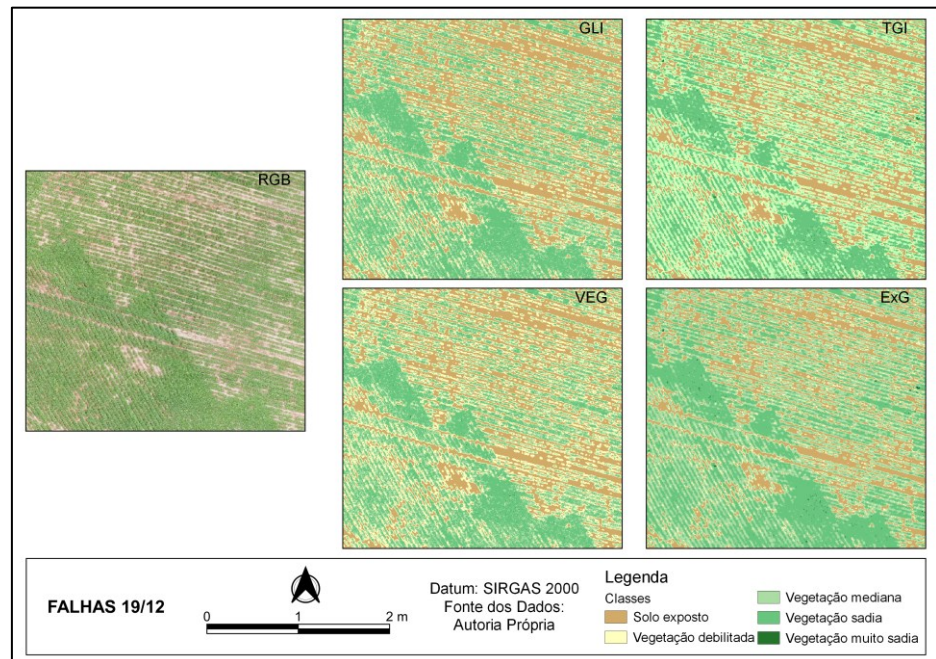 GLI
TGI
RGB
VEG
ExG
FALHAS 19/12
0 1 2 m
Datum: SIRGAS 2000
Fonte dos Dados:
Autoria Própria
Legenda
Classes
Solo exposto
Vegetação debilitada
Vegetação mediana
Vegetação sadia
Vegetação muito sadia